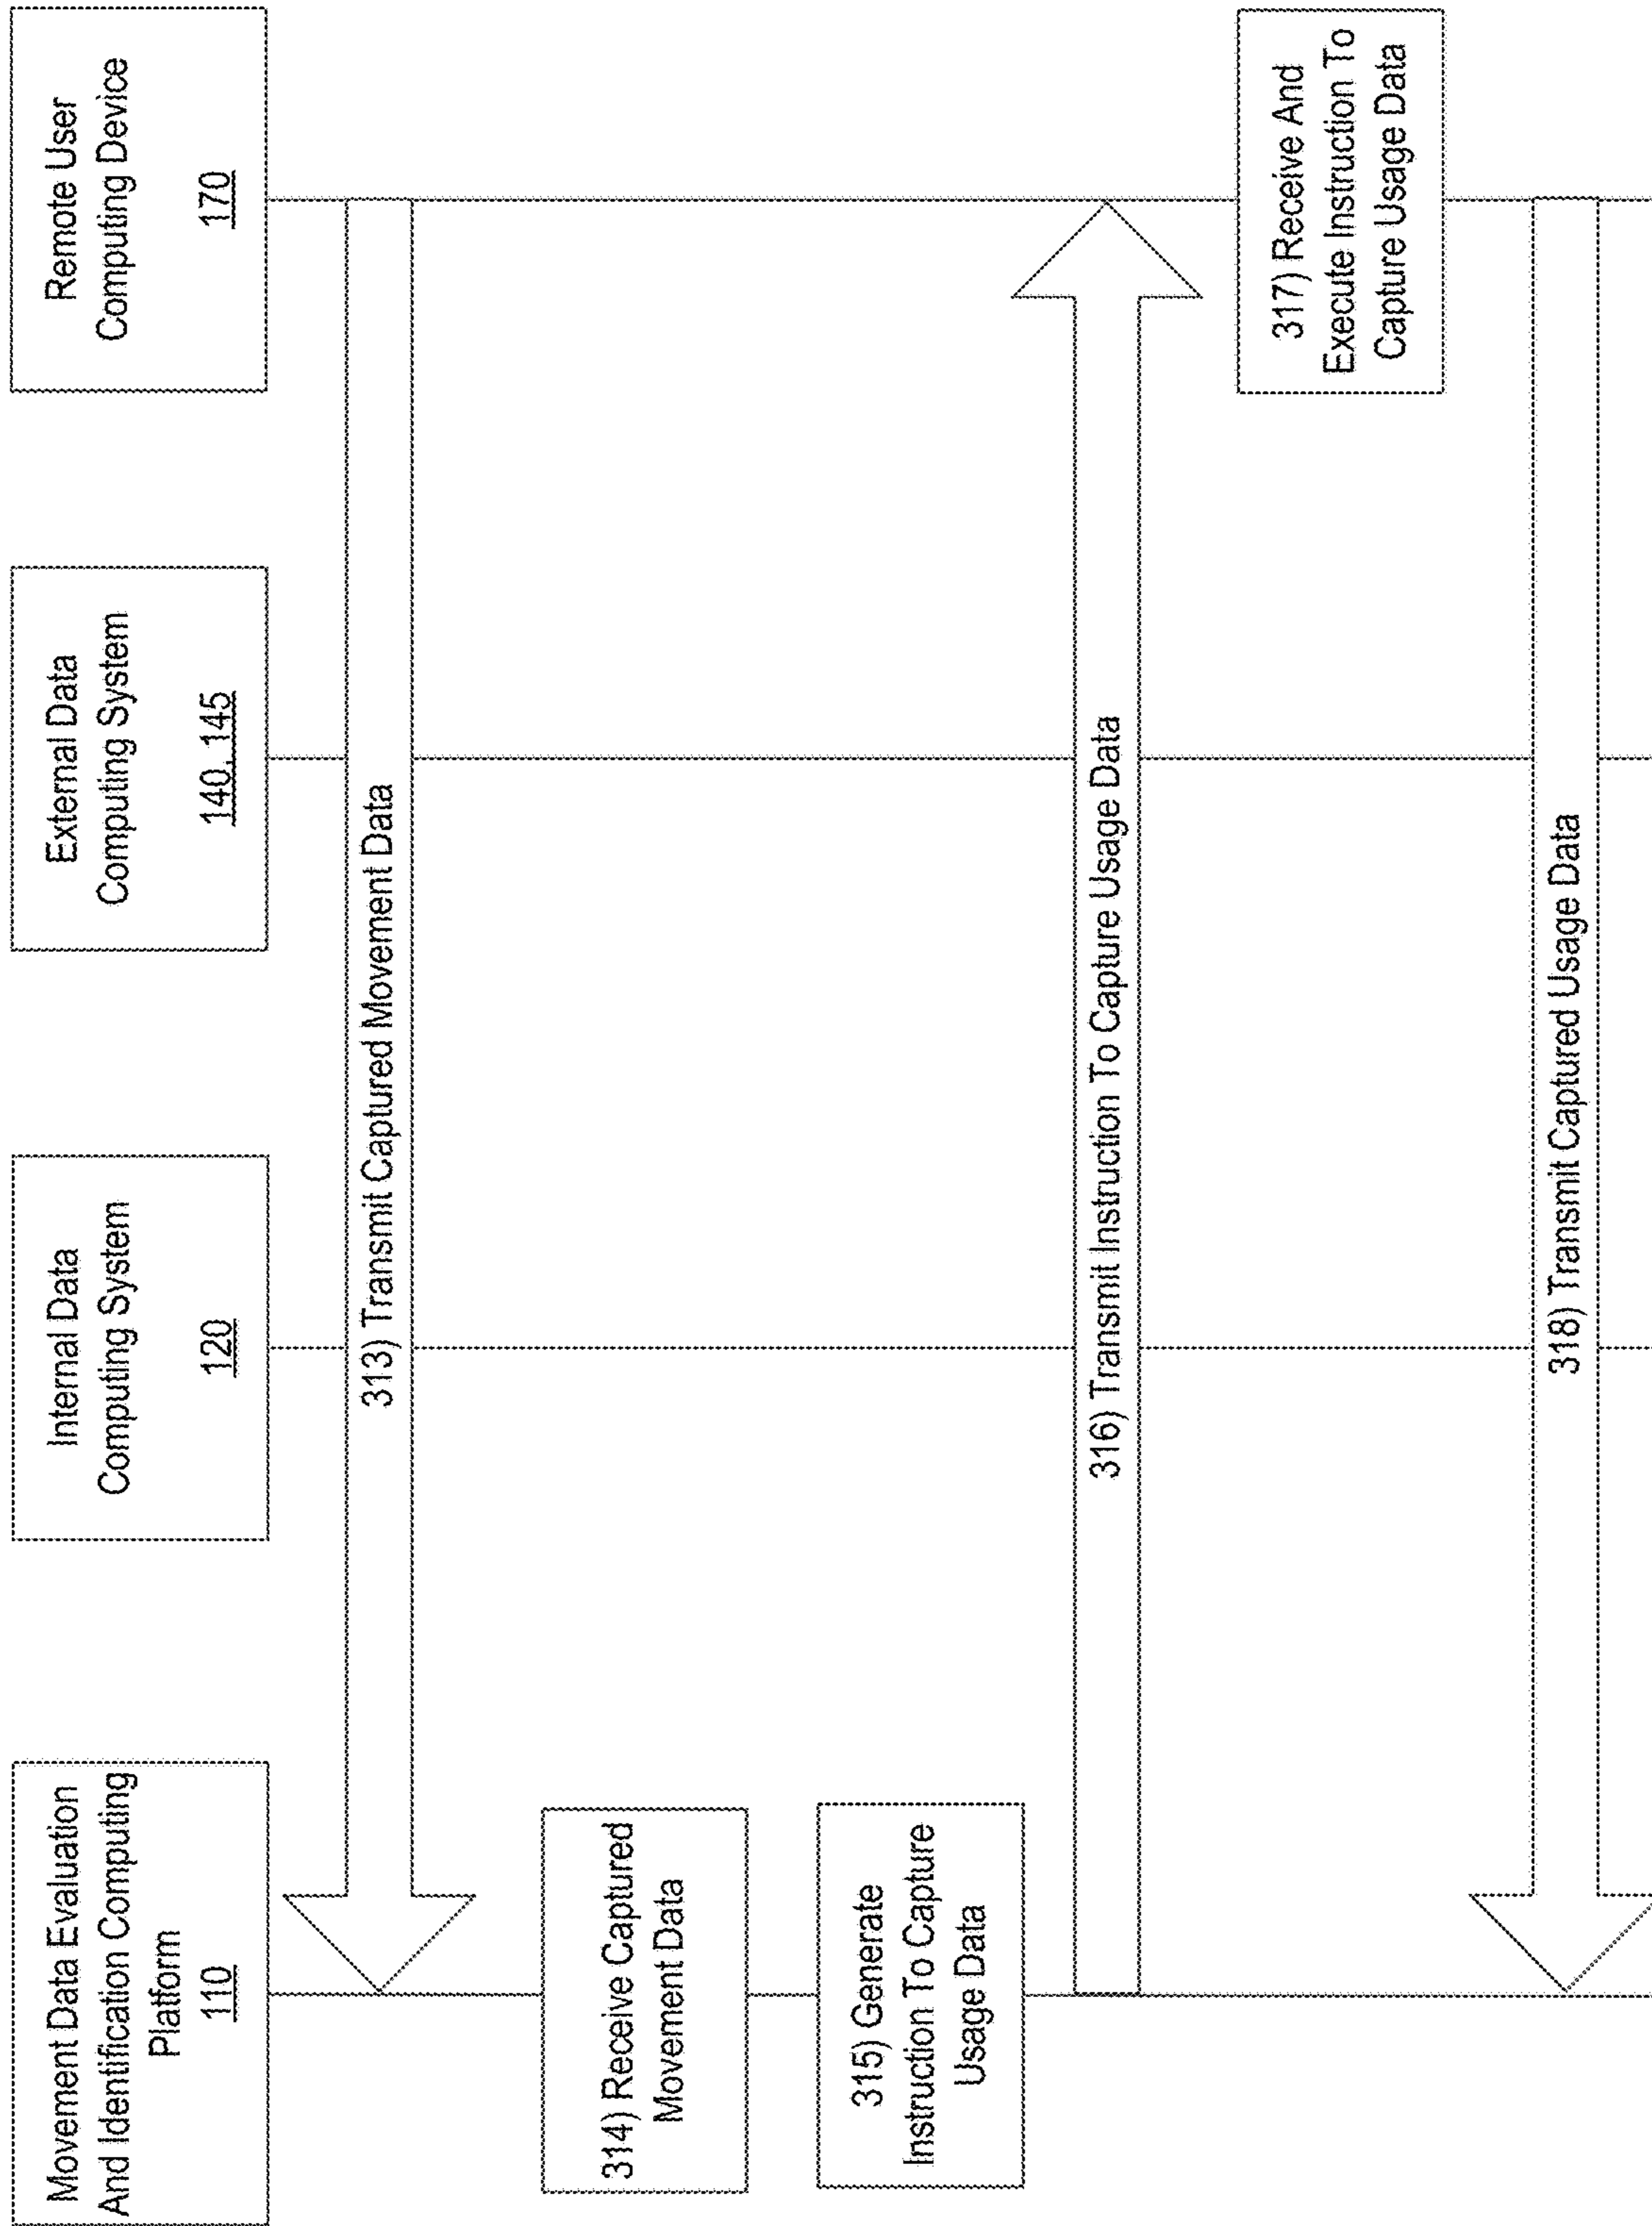 Movement Data Evaluation
And Identification Computing
Platform
110
Internal Data
Computing System
120
External Data
Computing System
140, 145
Remote User
Computing Device
170
313) Transmit Captured Movement Data
314) Receive Captured
Movement Data
315) Generate
Instruction To Capture
Usage Data
316) Transmit Instruction To Capture Usage Data
317) Receive And
Execute Instruction To
Capture Usage Data
318) Transmit Captured Usage Data